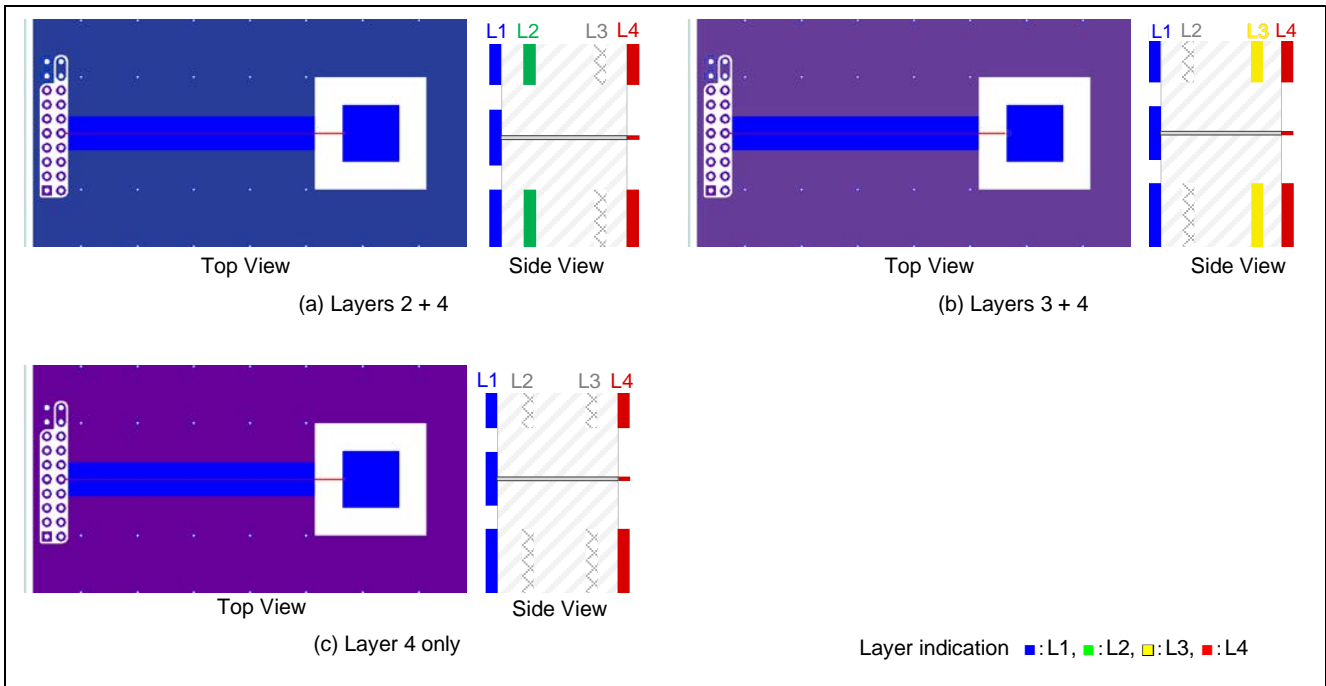 L1 L2 L3 L4
L1 L2 L3 L4
Top View
Side View
Top View
Side View
(a) Layers 2 + 4
(b) Layers 3 + 4
L1 L2 L3 L4
Top View
Side View
(c) Layer 4 only
Layer indication ■:L1, ■:L2, ■:L3, ■:L4